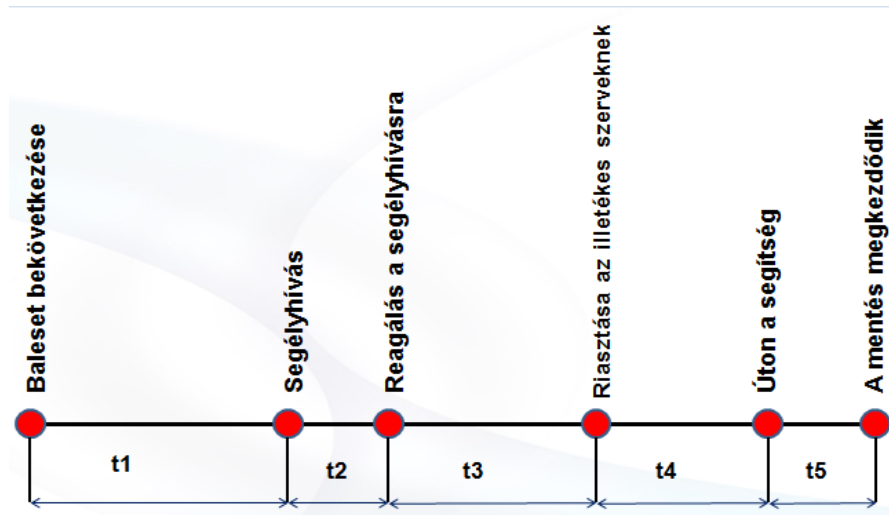 Baleset bekövetkezése
Segélyhívás
Reagálás a segélyhívásra
Riasztása az illetékes szerveknek
Úton a segítség
A mentés megkezdődik
t1
t2
t3
t4
t5